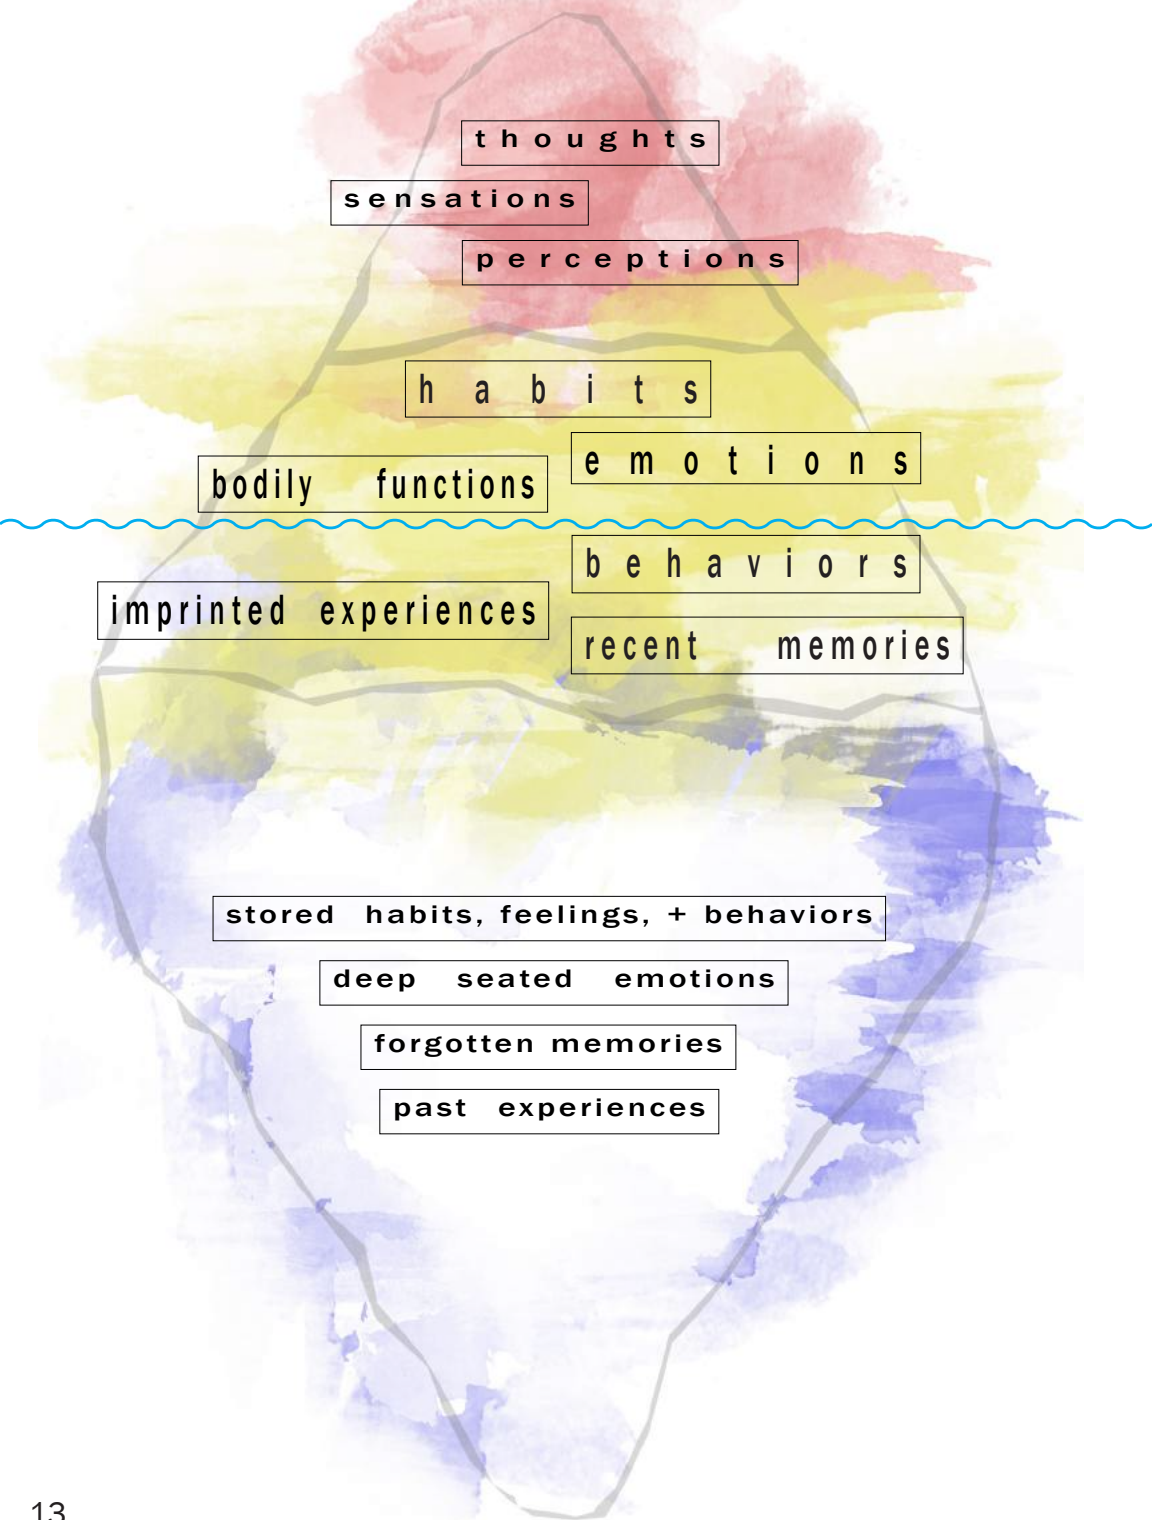 thoughts
sensations
perceptions
habits
emotions
bodily functions
behaviors
imprinted experiences
recent memories
stored habits, feelings, + behaviors
deep seated emotions
forgotten memories
past experiences
13